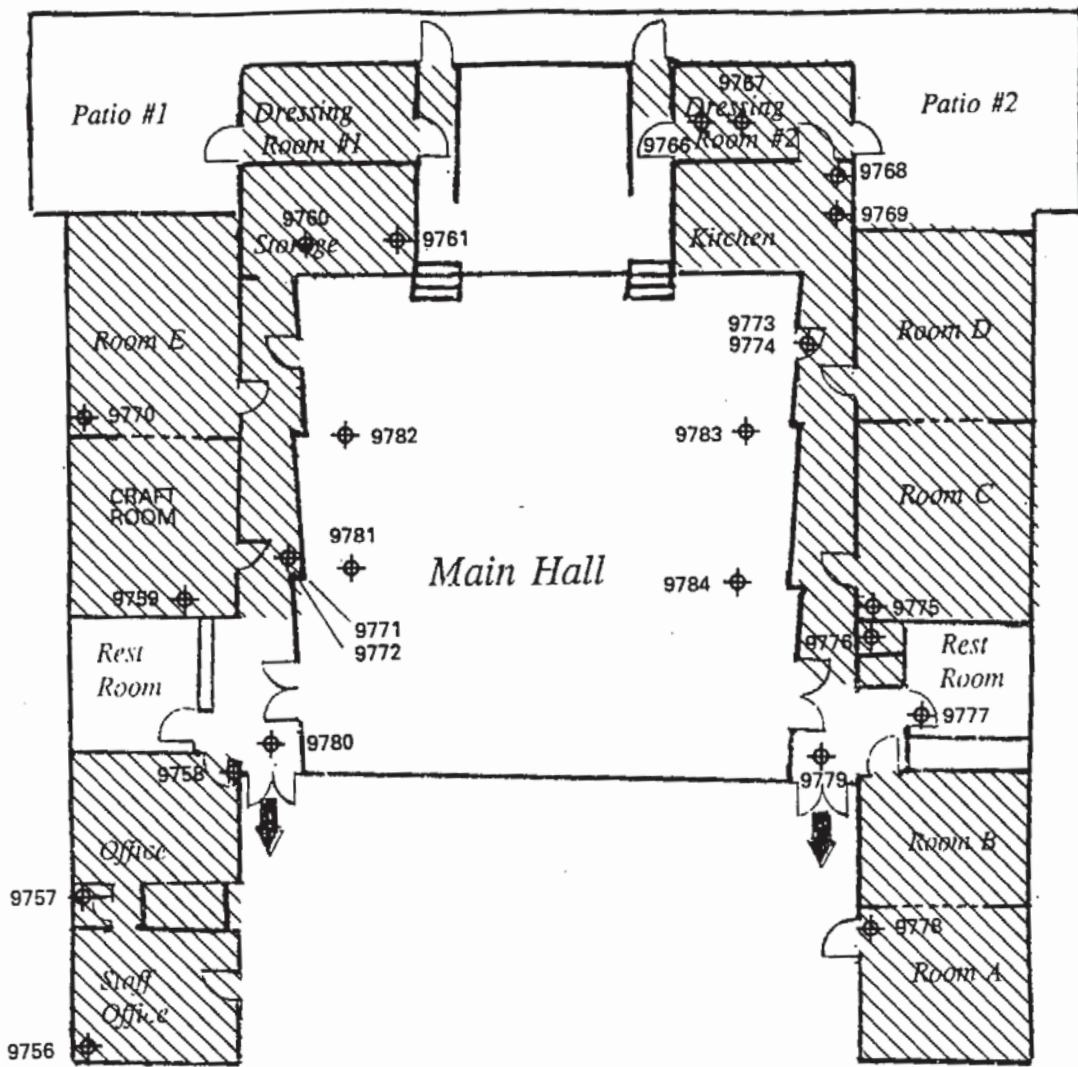 Patio #1
Dressing
Room #1
9767
Dressing
Room #2
9766
Patio #2
9768
9769
9760
Storage
9761
Kitchen
Room E
9773
9774
Room D
9770
9782
9783
CRAFT
ROOM
Room C
9781
Main Hall
9784
9759
9771
9772
9775
9776
Rest
Room
Rest
Room
9777
9780
9758
9779
Office
Room B
9757
9778
Staff
Office
Room A
9756